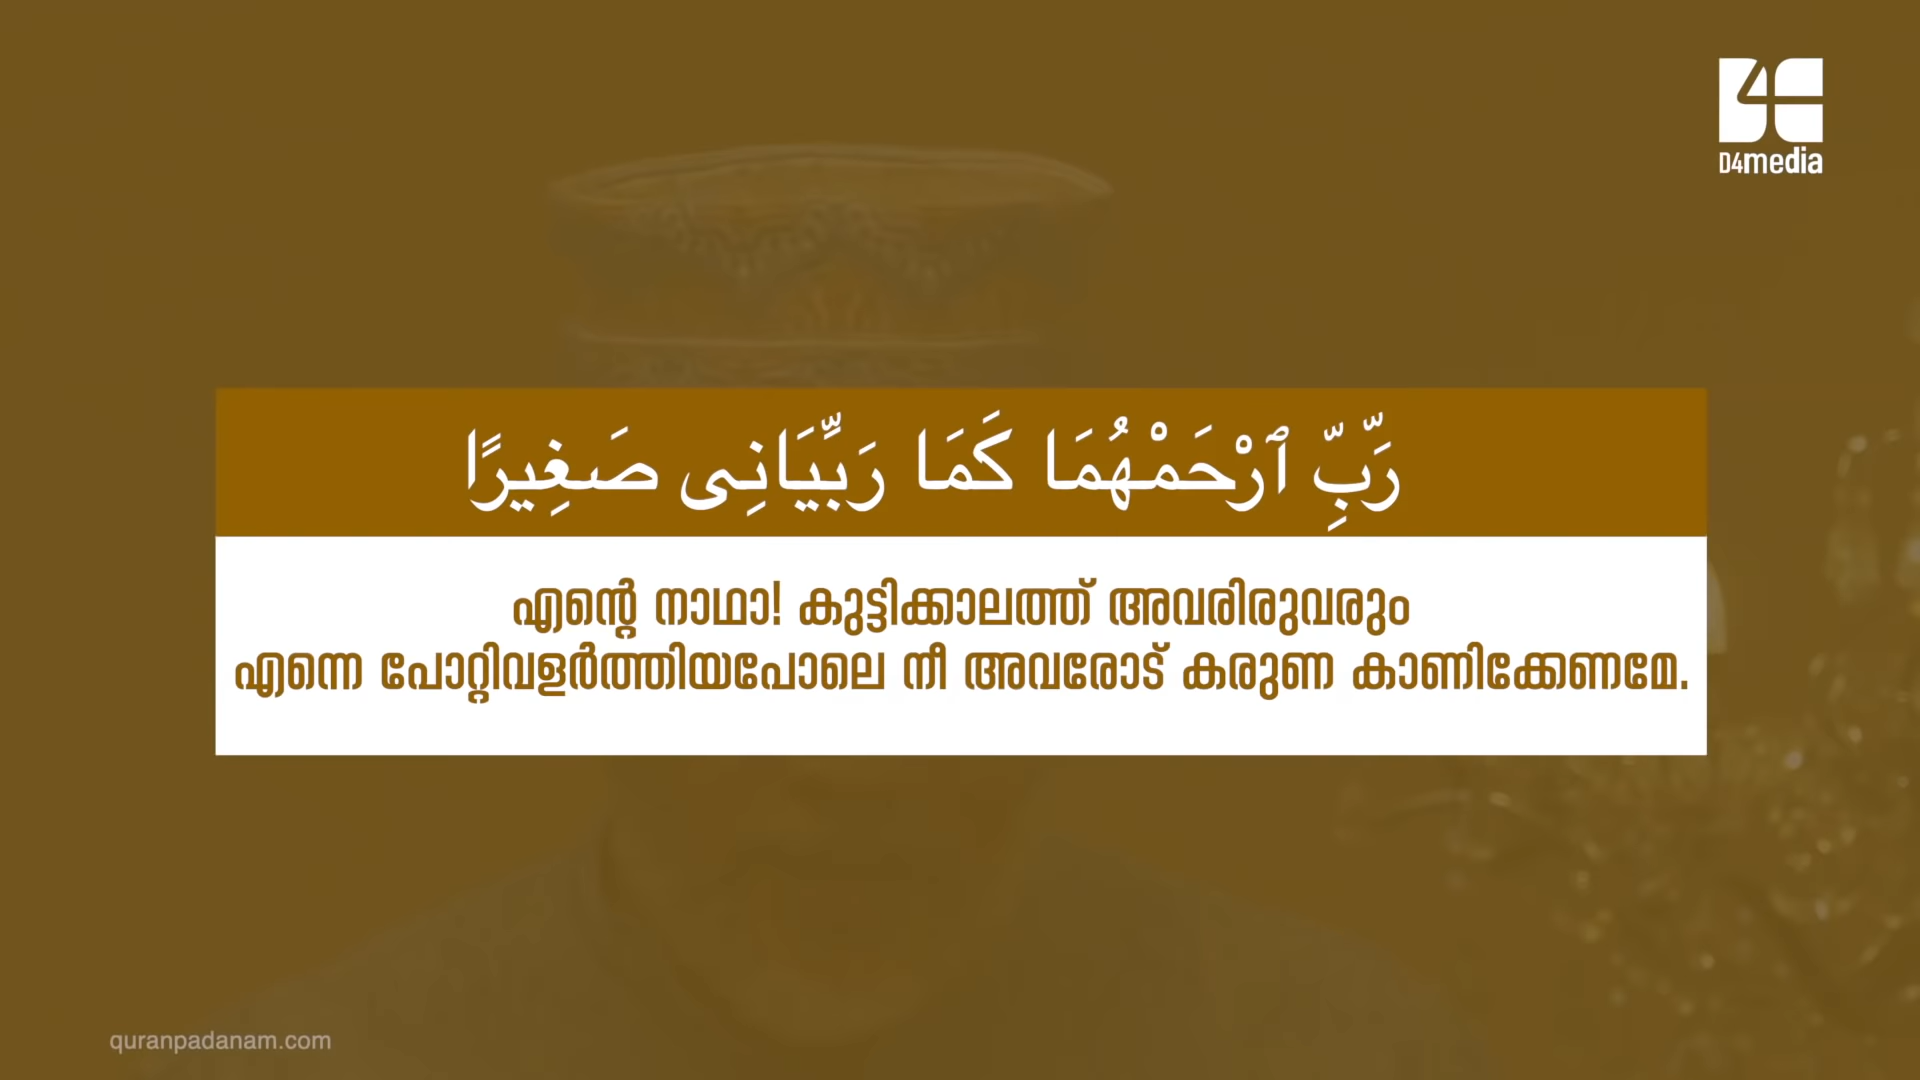 D4media
رَّبِّ ٱرْحَمْهُمَا كَمَا رَبَّيَانِى صَغِيرًا
എന്റെ നാഥാ! കുട്ടിക്കാലത്ത് അവരിരുവരും
എന്നെ പോറ്റിവളർത്തിയപോലെ നീ അവരോട് കരുണ കാണിക്കേണമേ.
quranpadanam.com